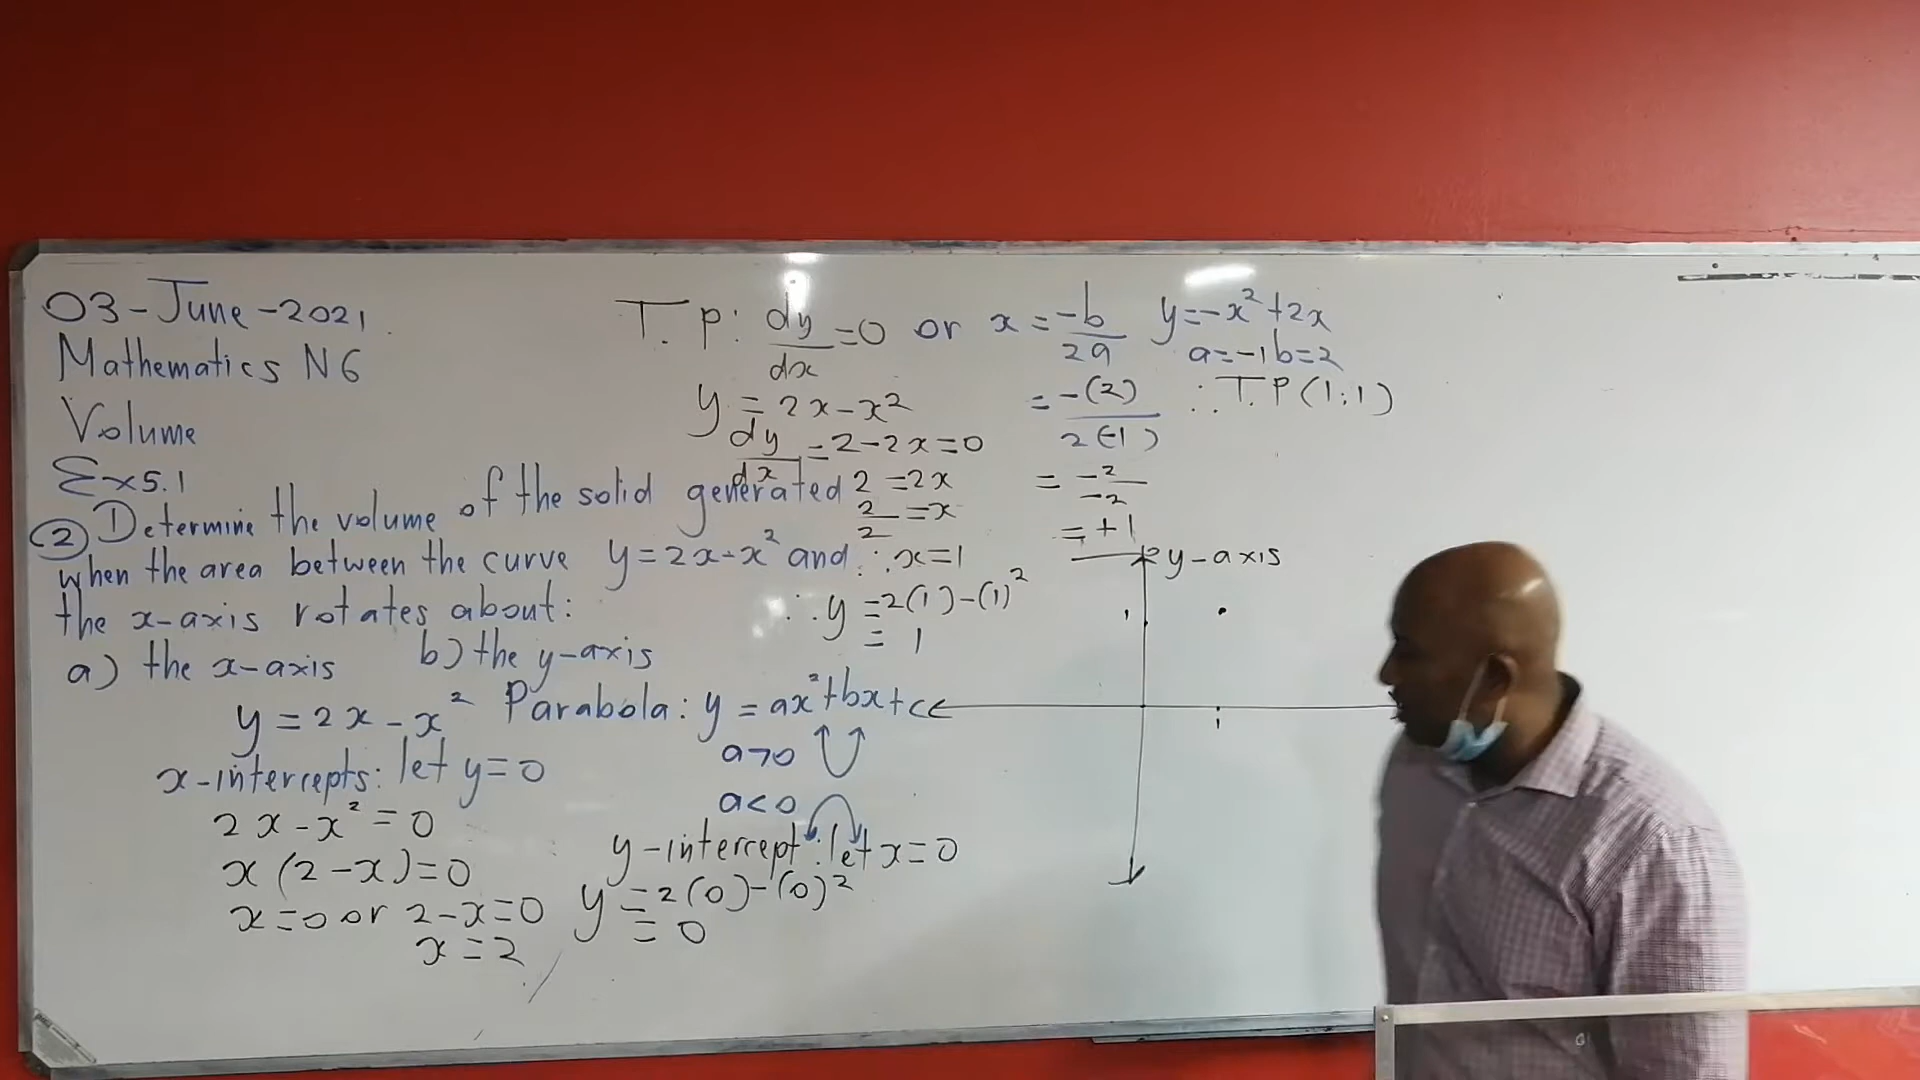 03-June-2021
Mathematics N6
Volume
Ex5.1
② Determine the volume of the solid generated
when the area between the curve y=2x-x² and
the x-axis rotates about:
a) the x-axis b) the y-axis
y=2x-x²
x-intercepts: let y=0
2x-x²=0
x(2-x)=0
x=0 or 2-x=0
x=2
Parabola: y=ax²+bx+c
a>0
a<0
y-intercept: let x=0
y=2(0)-(0)²
=0
T.P: dy/dx=0 or x=-b/2a
y=2x-x²
dy/dx=2-2x=0
2=2x
2/2=x
∴x=1
∴y=2(1)-(1)²
=1
=-(2)/2(-1)
=-2/-2
=+1
y=-x²+2x
a=-1 b=2
∴T.P(1;1)
y-axis
1
1